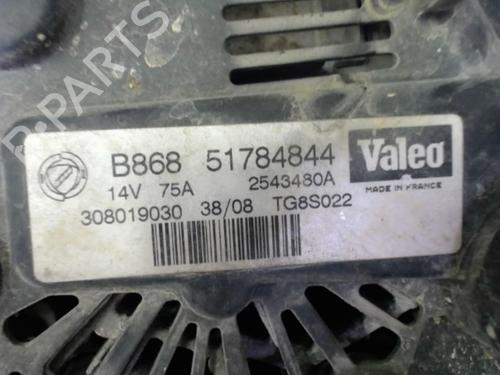 B-PARTS
B868 51784844 Valeo
14V 75A 2543480A MADE IN FRANCE
308019030 38/08 TG8S022